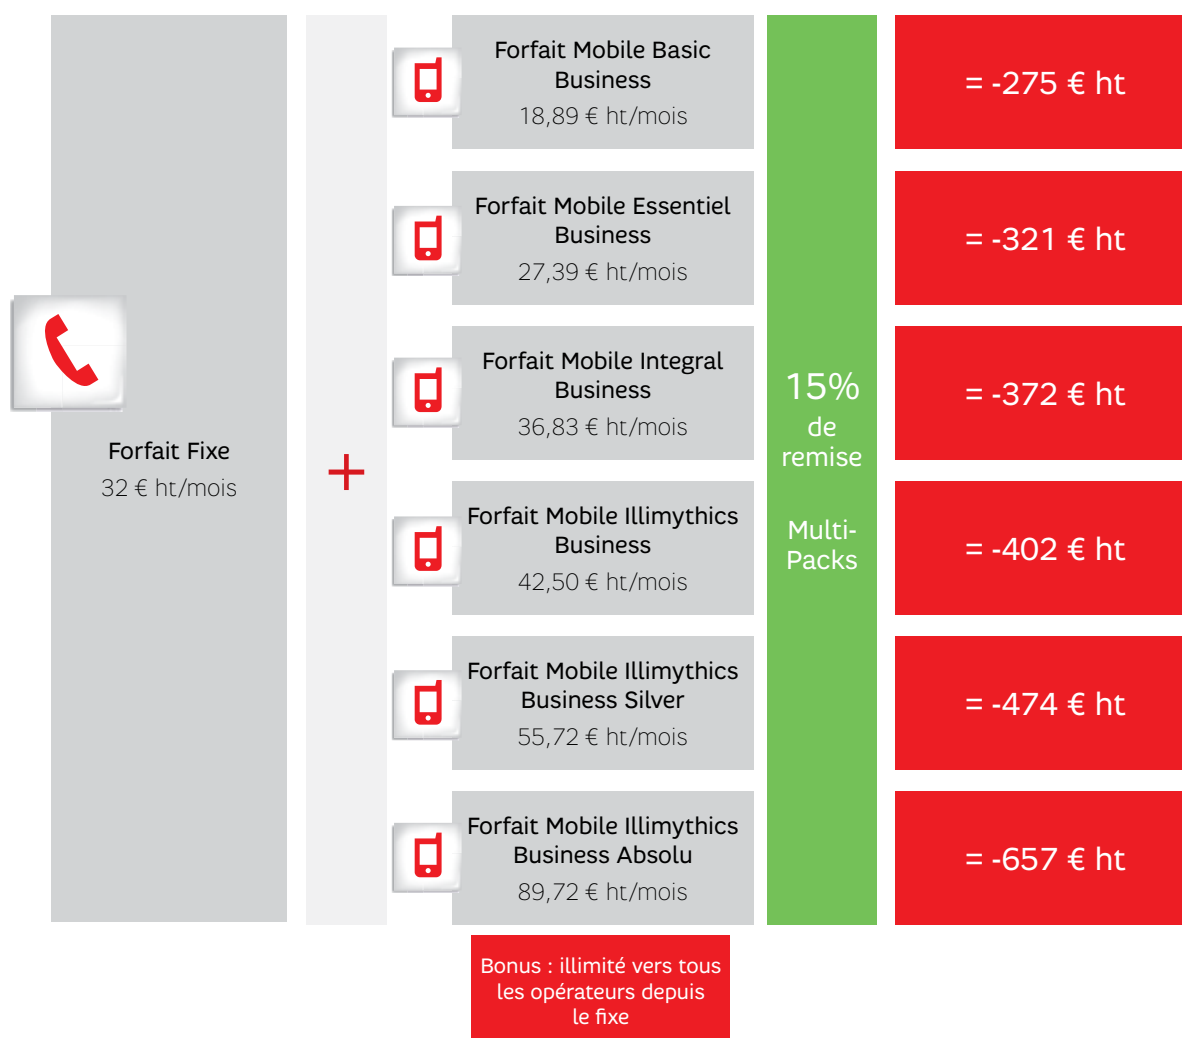 Forfait Fixe
32 € ht/mois
+
Forfait Mobile Basic
Business
18,89 € ht/mois
Forfait Mobile Essentiel
Business
27,39 € ht/mois
Forfait Mobile Integral
Business
36,83 € ht/mois
Forfait Mobile Illimythics
Business
42,50 € ht/mois
Forfait Mobile Illimythics
Business Silver
55,72 € ht/mois
Forfait Mobile Illimythics
Business Absolu
89,72 € ht/mois
15%
de
remise
Multi-
Packs
= -275 € ht
= -321 € ht
= -372 € ht
= -402 € ht
= -474 € ht
= -657 € ht
Bonus : illimité vers tous
les opérateurs depuis
le fixe